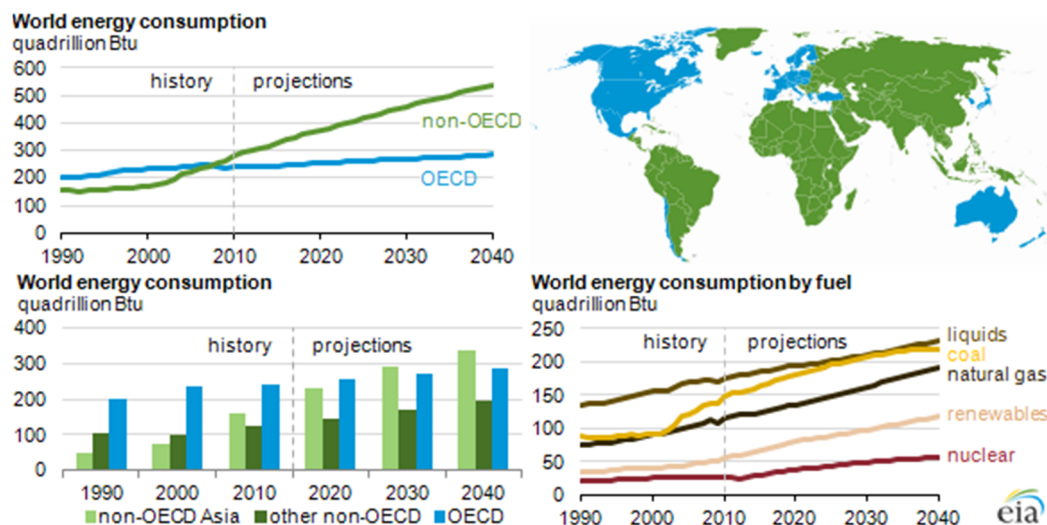 World energy consumption
quadrillion Btu
600
500
400
300
200
100
0
history
projections
non-OECD
OECD
1990
2000
2010
2020
2030
2040
World energy consumption
quadrillion Btu
400
300
200
100
0
history
projections
1990
2000
2010
2020
2030
2040
non-OECD Asia
other non-OECD
OECD
World energy consumption by fuel
quadrillion Btu
250
200
150
100
50
0
history
projections
liquids
coal
natural gas
renewables
nuclear
1990
2000
2010
2020
2030
2040
eia